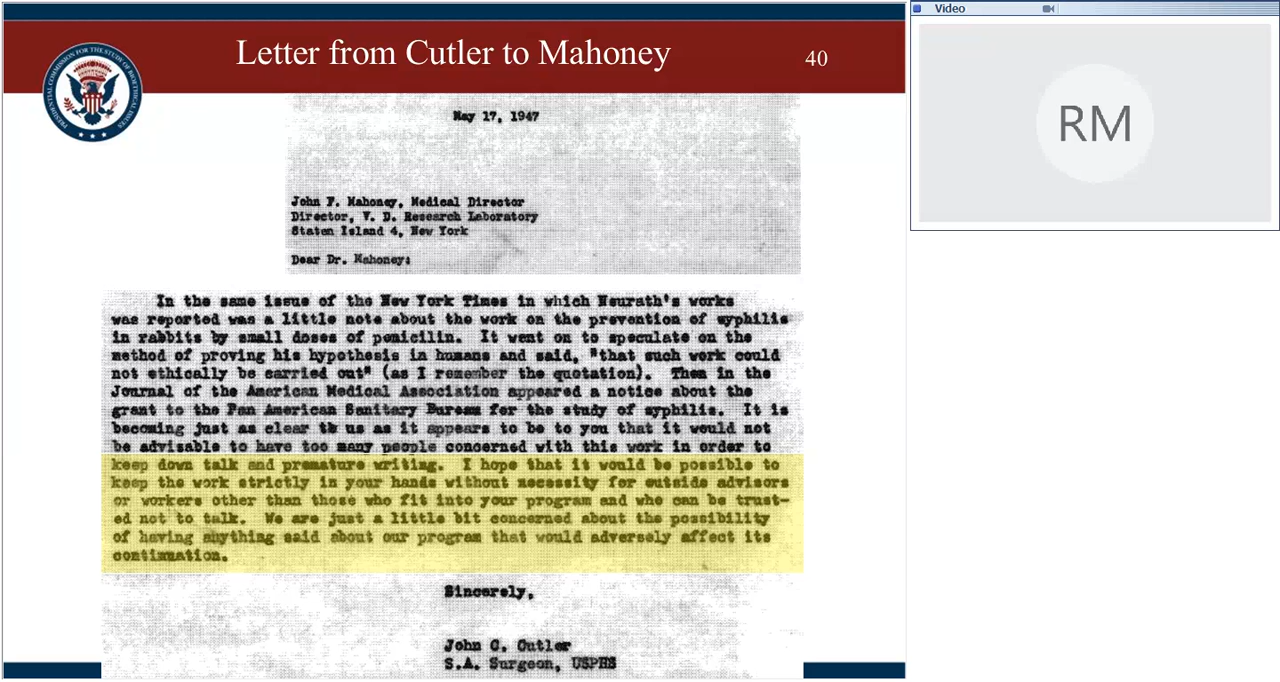 Video
Letter from Cutler to Mahoney
40
PRESIDENTIAL COMMISSION FOR THE STUDY OF BIOETHICAL ISSUES
RM
May 17, 1947
John F. Mahoney, Medical Director
Director, V. D. Research Laboratory
Staten Island 4, New York
Dear Dr. Mahoney:
In the same issue of the New York Times in which Neurath's works
was reported was a little note about the work on the prevention of syphilis
in rabbits by small doses of penicilin. It went on to speculate on the
method of proving his hypothesis in humans and said, "that such work could
not ethically be carried out" (as I remember the quotation). Then in the
Journal of the American Medical Association appeared a notice about the
grant to the Pan American Sanitary Bureau for the study of syphilis. It is
becoming just as clear to us as it appears to be to you that it would not
be advisable to have too many people concerned with this work in order to
keep down talk and premature writing. I hope that it would be possible to
keep the work strictly in your hands without necessity for outside advisors
or workers other than those who fit into your program and who can be trust-
ed not to talk. We are just a little bit concerned about the possibility
of having anything said about our program that would adversely affect its
continuation.
Sincerely,
John C. Cutler
S.A. Surgeon, USPHS